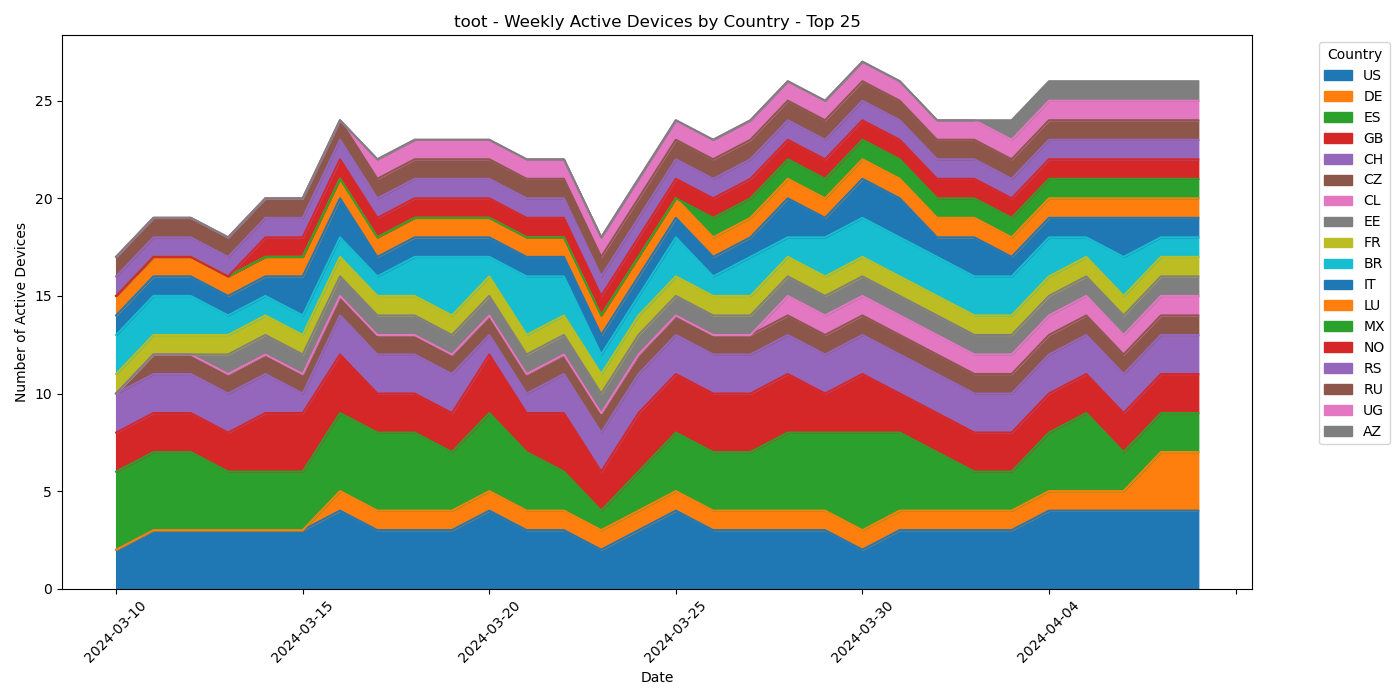 toot - Weekly Active Devices by Country - Top 25
Number of Active Devices
25
20
15
10
5
0
2024-03-10
2024-03-15
2024-03-20
2024-03-25
2024-03-30
2024-04-04
Date
Country
US
DE
ES
GB
CH
CZ
CL
EE
FR
BR
IT
LU
MX
NO
RS
RU
UG
AZ